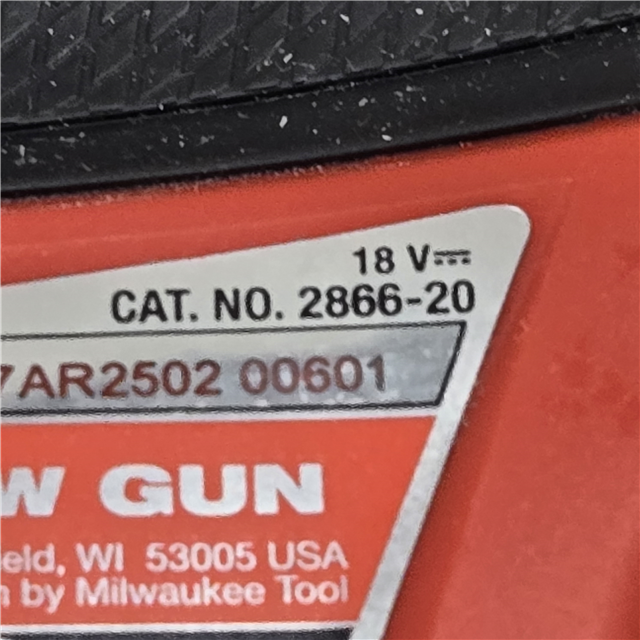 18 V⎓
CAT. NO. 2866-20
7AR2502 00601
W GUN
eld, WI 53005 USA
by Milwaukee Tool